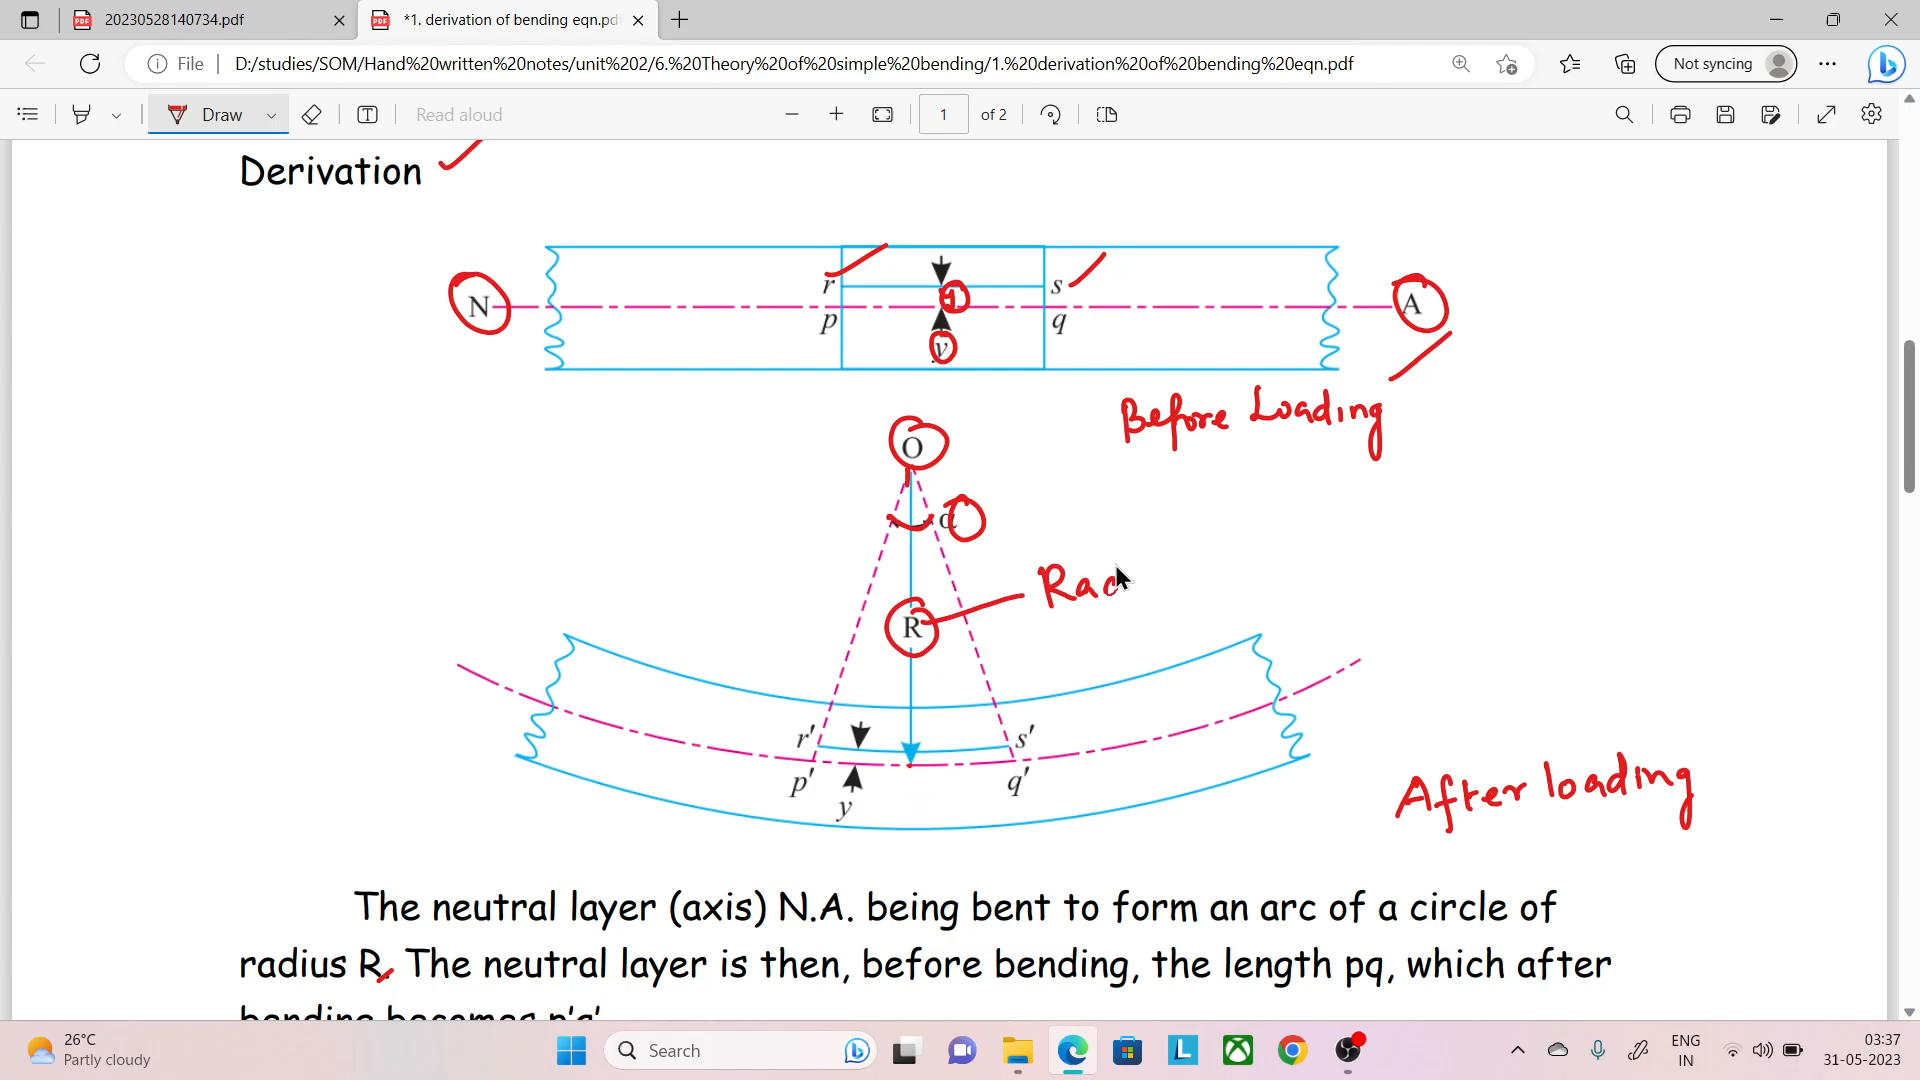 20230528140734.pdf
*1. derivation of bending eqn.pd
File
D:/studies/SOM/Hand%20written%20notes/unit%202/6.%20Theory%20of%20simple%20bending/1.%20derivation%20of%20bending%20eqn.pdf
Not syncing
Draw
Read aloud
1 of 2
Derivation
r s
N A
p q
y
Before Loading
O
α
Rad
R
r' s'
p' q'
y
After loading
The neutral layer (axis) N.A. being bent to form an arc of a circle of
radius R. The neutral layer is then, before bending, the length pq, which after
bending becomes p'q'
26°C
Partly cloudy
Search
ENG
IN
03:37
31-05-2023